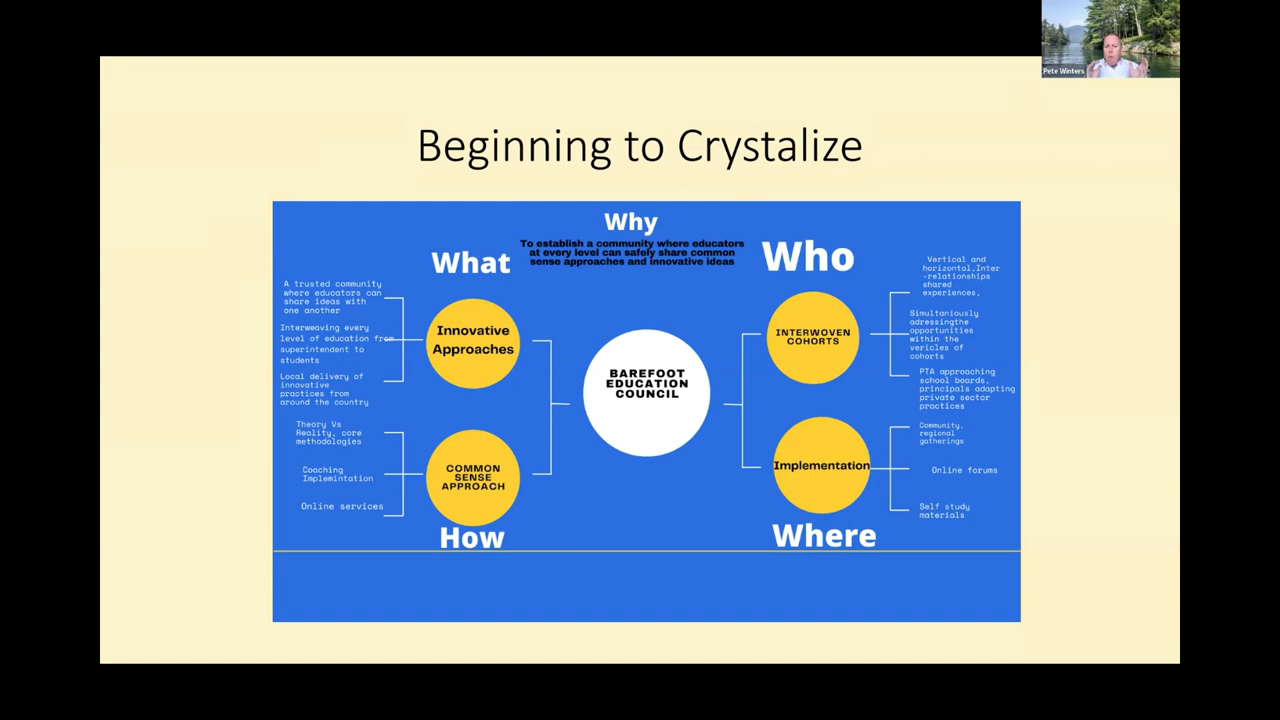 Pete Winters
Beginning to Crystalize
Why
To establish a community where educators
at every level can safely share common
sense approaches and innovative ideas
What
A trusted community
where educators can
share ideas with
one another
Interweaving every
level of education from
superintendent to
students
Local delivery of
innovative
practices from
around the country
Innovative
Approaches
Theory Vs
Reality, core
methodalogies
Coaching
Implemintation
Online services
COMMON
SENSE
APPROACH
How
BAREFOOT
EDUCATION
COUNCIL
Who
INTERWOVEN
COHORTS
Vertical and
horizontal,Inter
-relationships
shared
experiences,
Simultaniously
adressingthe
opportunities
within the
vericles of
cohorts
PTA approaching
school boards,
principals adapting
private sector
practices
Implementation
Community,
regional
gatherings
Online forums
Self study
materials
Where